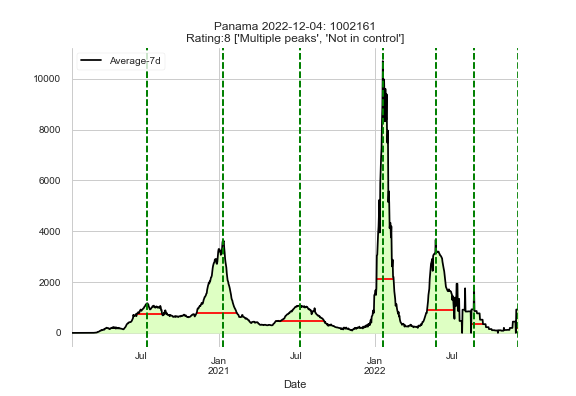 Panama 2022-12-04: 1002161
Rating:8 ['Multiple peaks', 'Not in control']
Average-7d
10000
8000
6000
4000
2000
0
Jul
Jan
2021
Jul
Jan
2022
Jul
Date